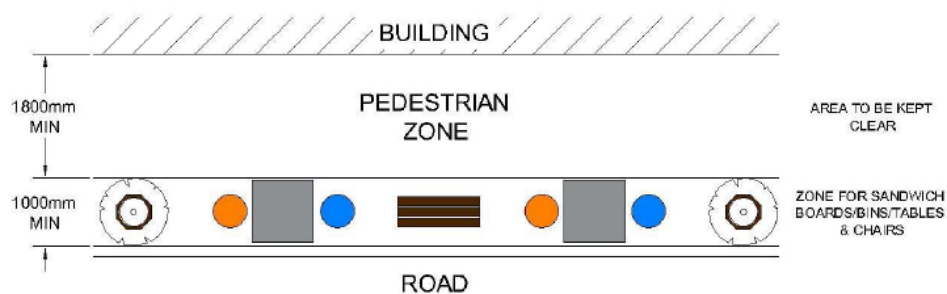 BUILDING
1800mm
MIN
PEDESTRIAN
ZONE
AREA TO BE KEPT
CLEAR
1000mm
MIN
ZONE FOR SANDWICH
BOARDS/BINS/TABLES
& CHAIRS
ROAD